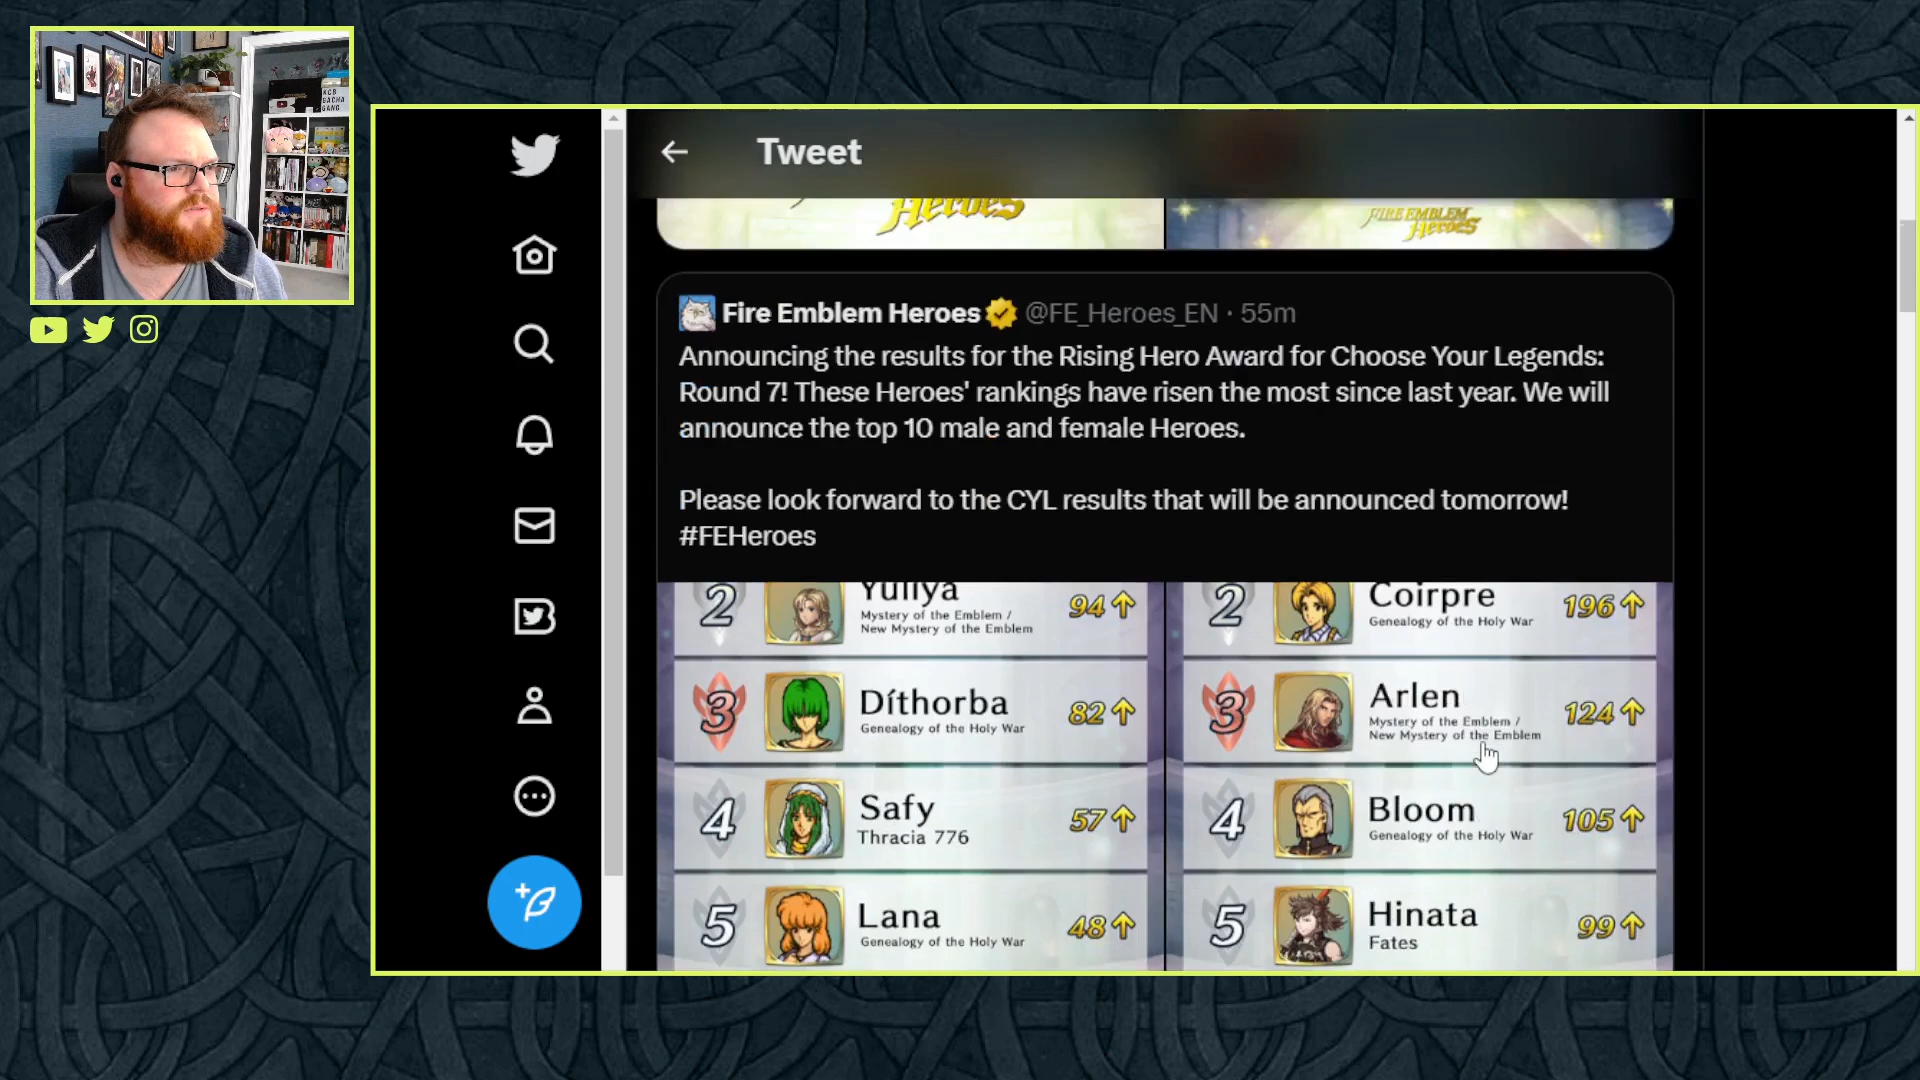 KCB
GACHA
GANG
Tweet
Heroes
FIRE EMBLEM
Heroes
Fire Emblem Heroes @FE_Heroes_EN · 55m
Announcing the results for the Rising Hero Award for Choose Your Legends:
Round 7! These Heroes' rankings have risen the most since last year. We will
announce the top 10 male and female Heroes.
Please look forward to the CYL results that will be announced tomorrow!
#FEHeroes
2
Yuliya
Mystery of the Emblem /
New Mystery of the Emblem
94
3
Díthorba
Genealogy of the Holy War
82
4
Safy
Thracia 776
57
5
Lana
Genealogy of the Holy War
48
2
Coirpre
Genealogy of the Holy War
196
3
Arlen
Mystery of the Emblem /
New Mystery of the Emblem
124
4
Bloom
Genealogy of the Holy War
105
5
Hinata
Fates
99